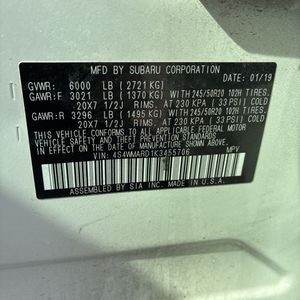 MFD. BY SUBARU CORPORATION 01/19
GVWR: 6000 LB (2721 KG)
GAWR:F 3021 LB (1370 KG) WITH 245/50R20 102H TIRES,
20X7 1/2J RIMS, AT 230 KPA (33 PSI) COLD
GAWR:R 3296 LB (1495 KG) WITH 245/50R20 102H TIRES,
20X7 1/2J RIMS, AT 230 KPA (33 PSI) COLD
THIS VEHICLE CONFORMS TO ALL APPLICABLE FEDERAL MOTOR
VEHICLE SAFETY AND THEFT PREVENTION STANDARDS IN
EFFECT ON THE DATE OF MANUFACTURE SHOWN ABOVE.
VIN: 4S4WMARD1K3455706 MPV
ASSEMBLED BY SIA INC. MADE IN U.S.A.